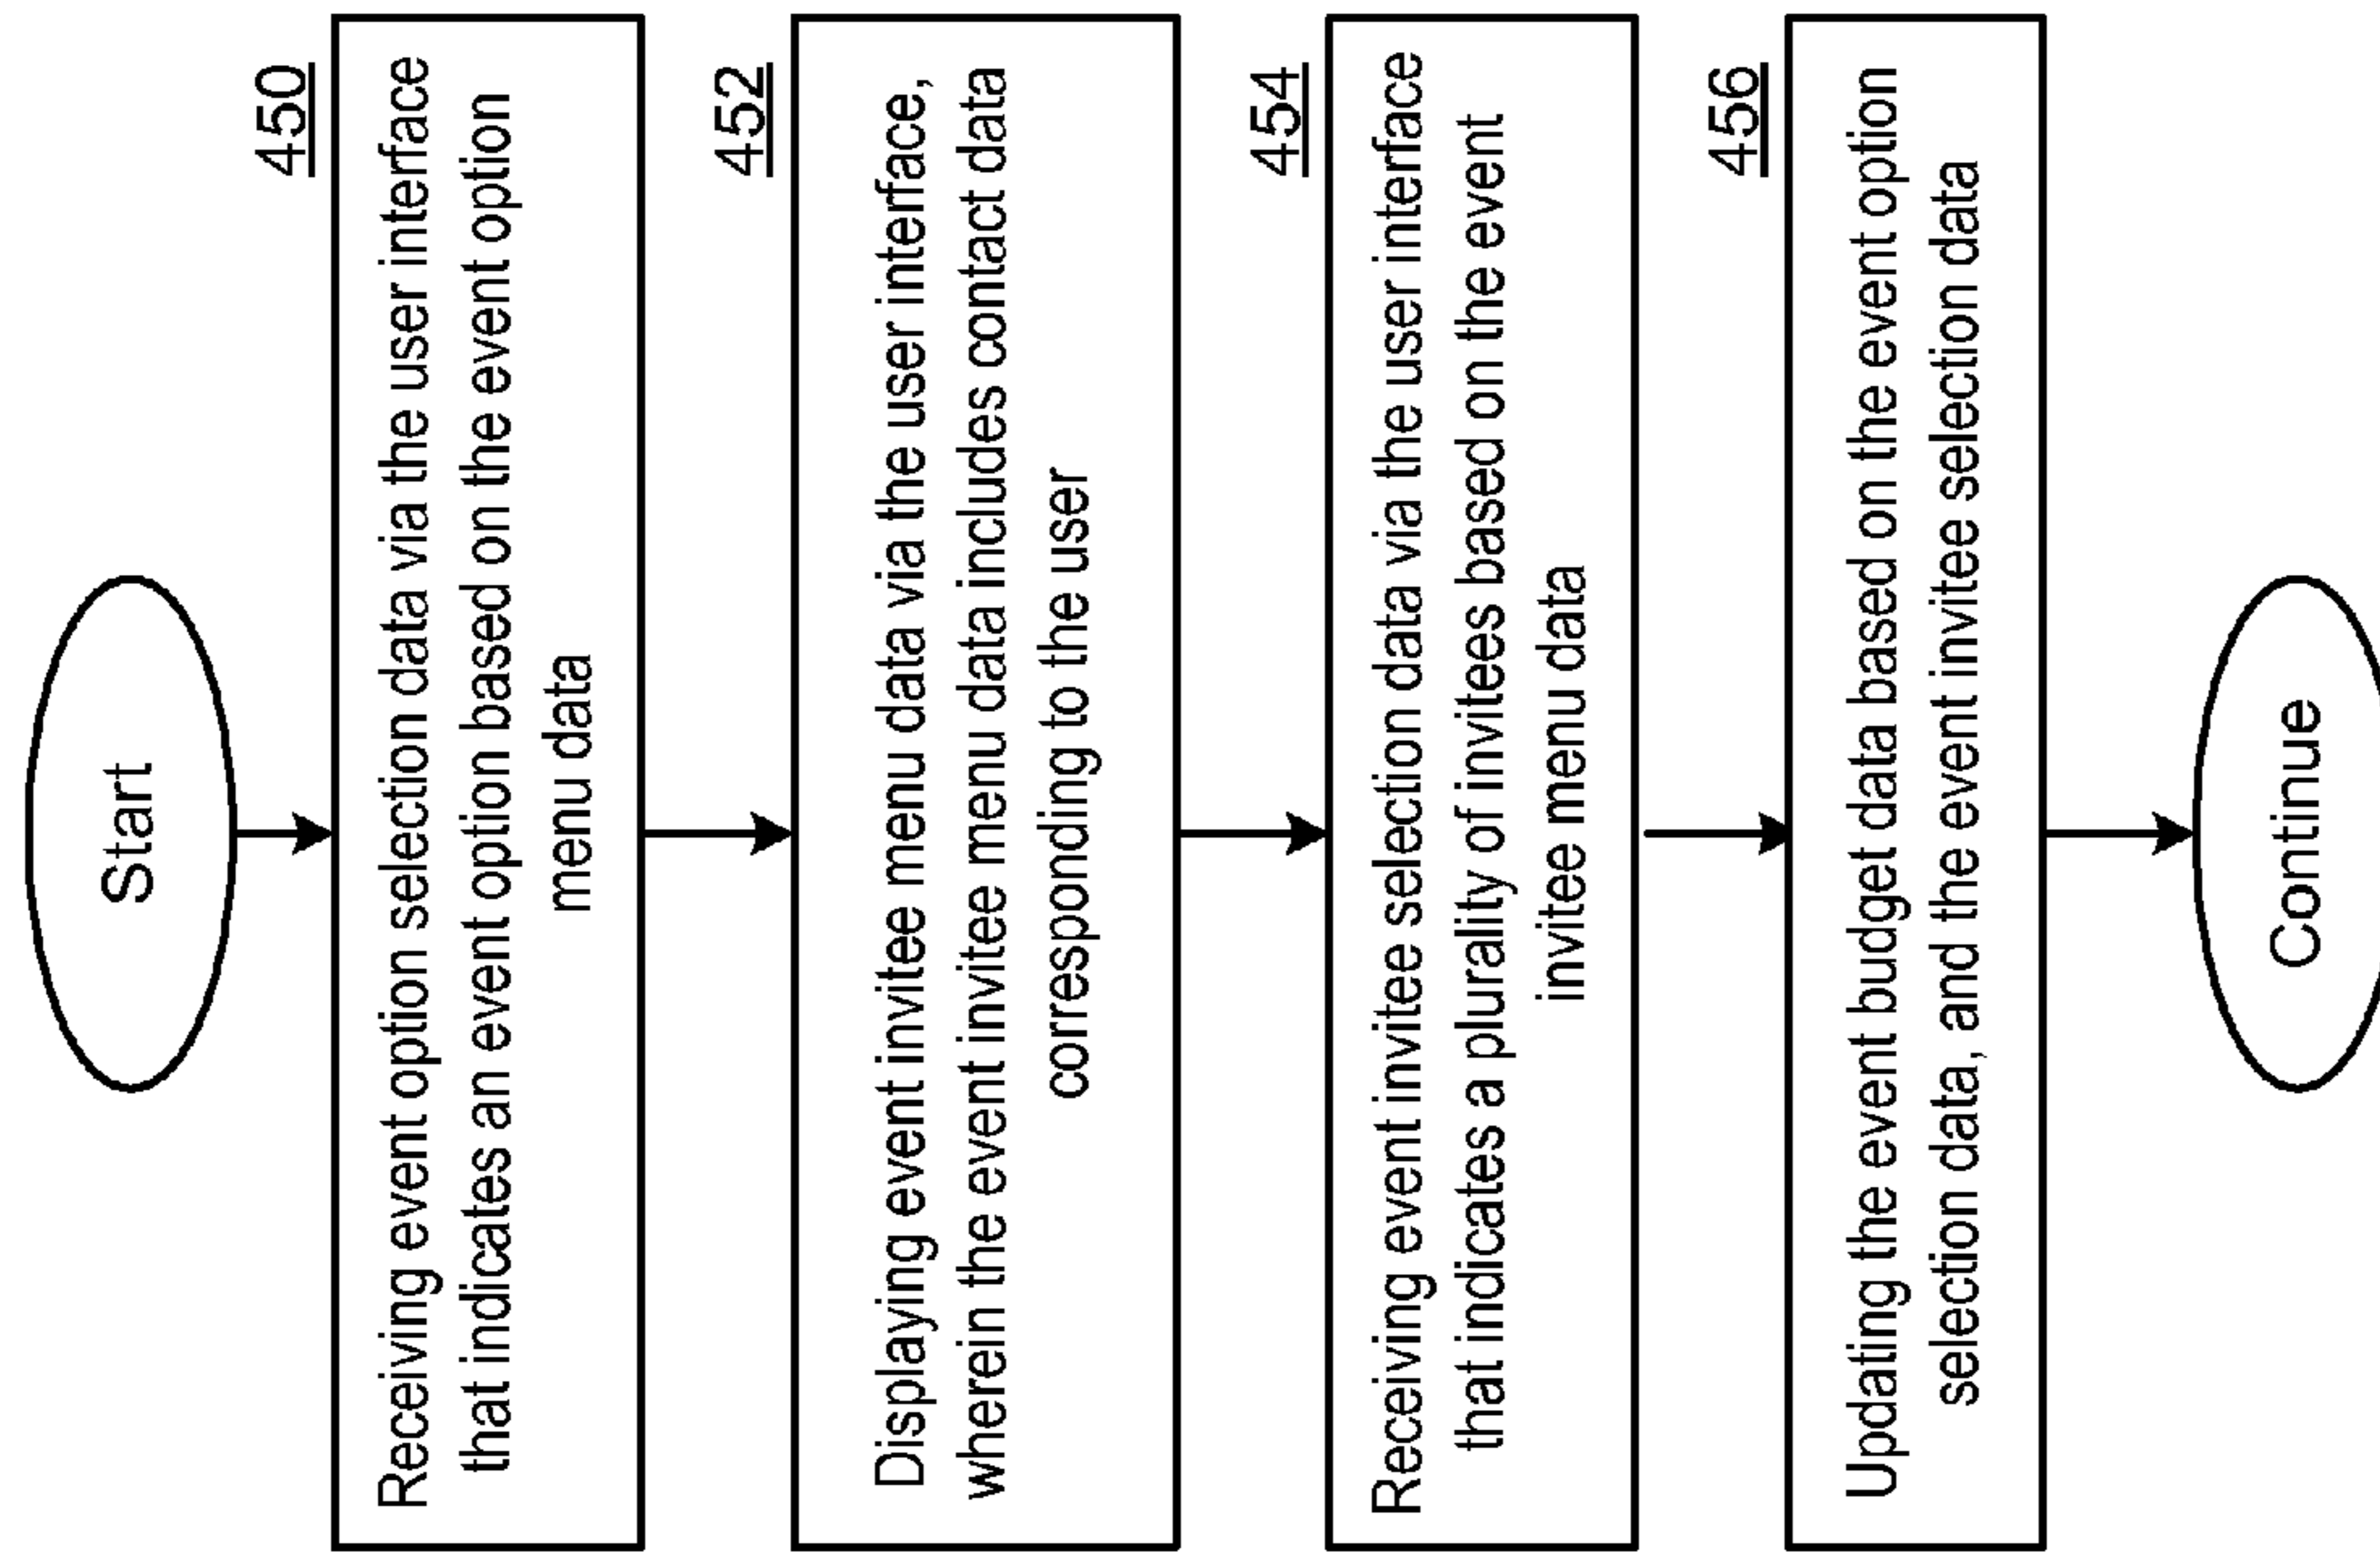 Start
450
Receiving event option selection data via the user interface
that indicates an event option based on the event option
menu data
452
Displaying event invitee menu data via the user interface,
wherein the event invitee menu data includes contact data
corresponding to the user
454
Receiving event invitee selection data via the user interface
that indicates a plurality of invitees based on the event
invitee menu data
456
Updating the event budget data based on the event option
selection data, and the event invitee selection data
Continue